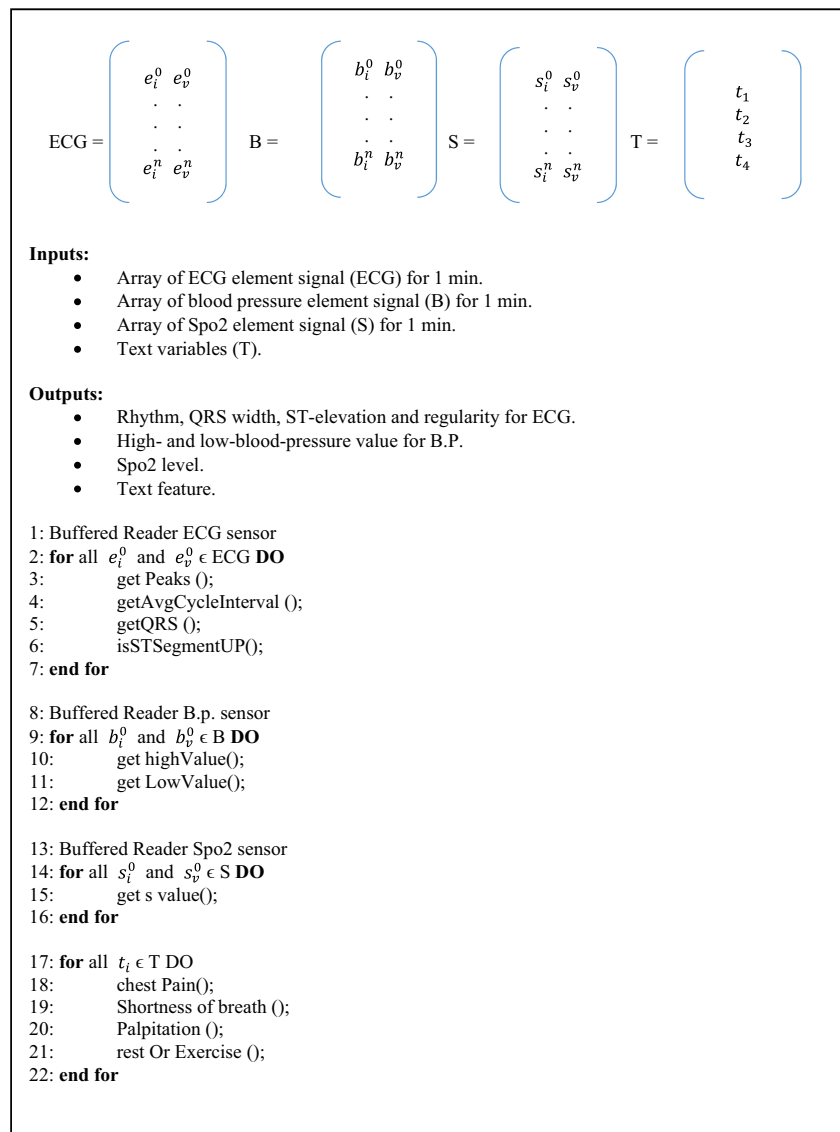 ECG = B = S = T =
e_i^0 e_v^0 b_i^0 b_v^0 s_i^0 s_v^0 t_1
. . . . . . t_2
. . . . . . t_3
. . . . . . t_4
e_i^n e_v^n b_i^n b_v^n s_i^n s_v^n
Inputs:
• Array of ECG element signal (ECG) for 1 min.
• Array of blood pressure element signal (B) for 1 min.
• Array of Spo2 element signal (S) for 1 min.
• Text variables (T).
Outputs:
• Rhythm, QRS width, ST-elevation and regularity for ECG.
• High- and low-blood-pressure value for B.P.
• Spo2 level.
• Text feature.
1: Buffered Reader ECG sensor
2: for all e_i^0 and e_v^0 ϵ ECG DO
3: get Peaks ();
4: getAvgCycleInterval ();
5: getQRS ();
6: isSTSegmentUP();
7: end for
8: Buffered Reader B.p. sensor
9: for all b_i^0 and b_v^0 ϵ B DO
10: get highValue();
11: get LowValue();
12: end for
13: Buffered Reader Spo2 sensor
14: for all s_i^0 and s_v^0 ϵ S DO
15: get s value();
16: end for
17: for all t_i ϵ T DO
18: chest Pain();
19: Shortness of breath ();
20: Palpitation ();
21: rest Or Exercise ();
22: end for